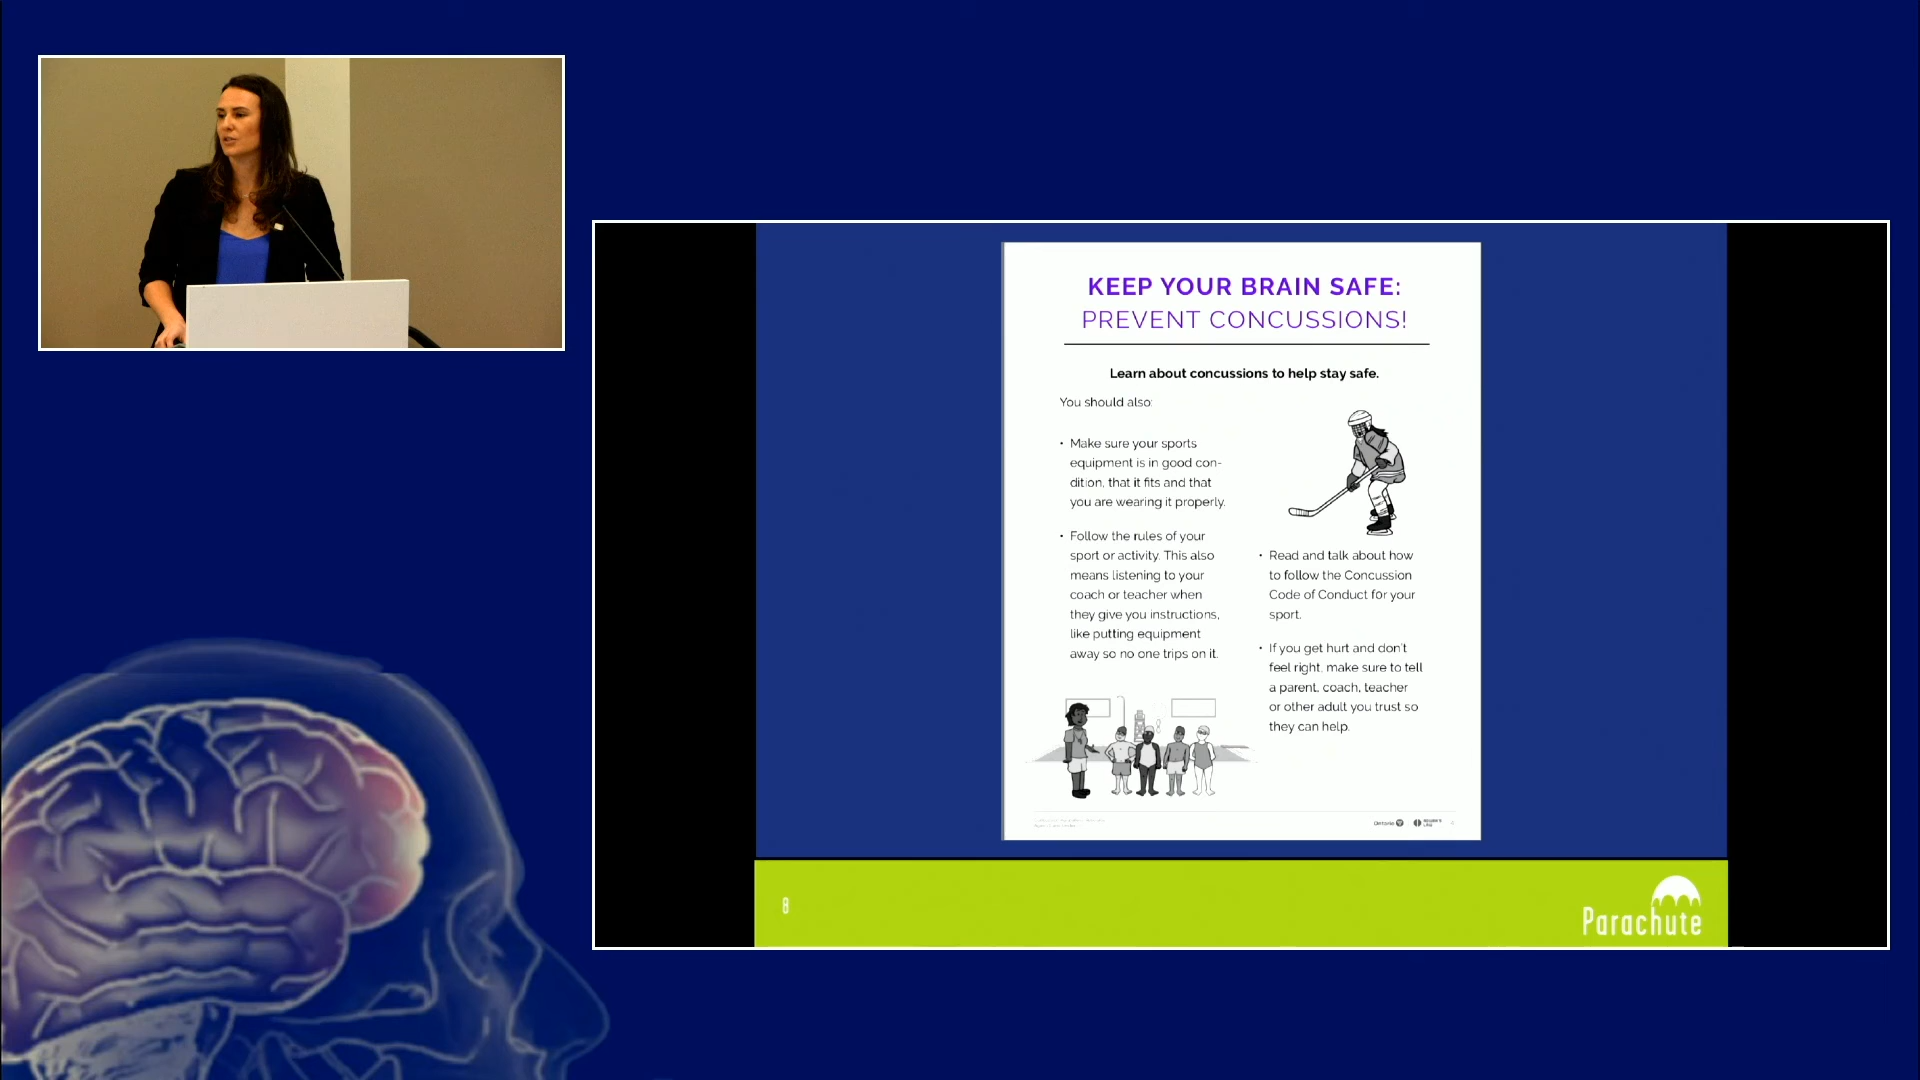 KEEP YOUR BRAIN SAFE:
PREVENT CONCUSSIONS!
Learn about concussions to help stay safe.
You should also:
• Make sure your sports
equipment is in good con-
dition, that it fits and that
you are wearing it properly.
• Follow the rules of your
sport or activity. This also
means listening to your
coach or teacher when
they give you instructions,
like putting equipment
away so no one trips on it.
• Read and talk about how
to follow the Concussion
Code of Conduct for your
sport.
• If you get hurt and don't
feel right, make sure to tell
a parent, coach, teacher
or other adult you trust so
they can help.
Ontario
8
Parachute